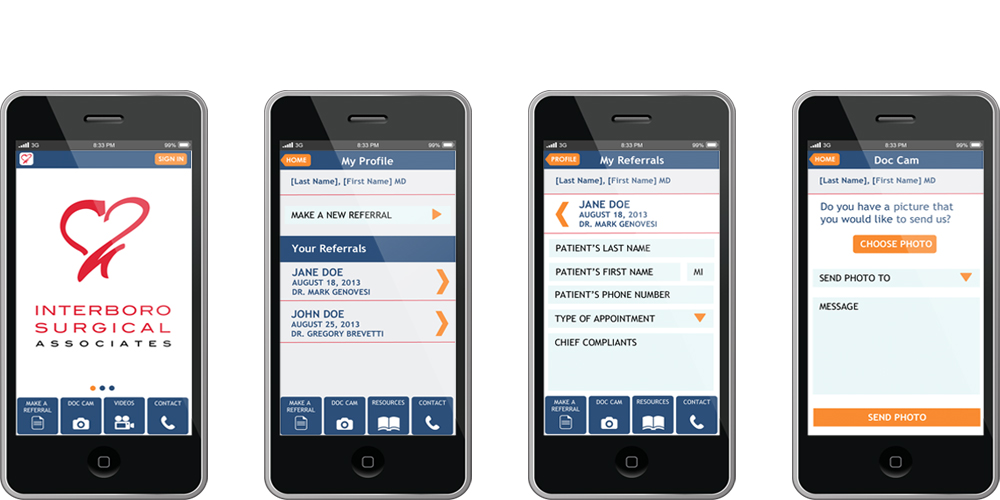 3G 8:33 PM 99%
SIGN IN
INTERBORO
SURGICAL
ASSOCIATES
MAKE A
REFERRAL
DOC CAM
VIDEOS
CONTACT
3G 8:33 PM 99%
HOME My Profile
[Last Name], [First Name] MD
MAKE A NEW REFERRAL
Your Referrals
JANE DOE
AUGUST 18, 2013
DR. MARK GENOVESI
JOHN DOE
AUGUST 25, 2013
DR. GREGORY BREVETTI
MAKE A
REFERRAL
DOC CAM
RESOURCES
CONTACT
3G 8:33 PM 99%
PROFILE My Referrals
[Last Name], [First Name] MD
JANE DOE
AUGUST 18, 2013
DR. MARK GENOVESI
PATIENT'S LAST NAME
PATIENT'S FIRST NAME MI
PATIENT'S PHONE NUMBER
TYPE OF APPOINTMENT
CHIEF COMPLIANTS
MAKE A
REFERRAL
DOC CAM
RESOURCES
CONTACT
3G 8:33 PM 99%
HOME Doc Cam
[Last Name], [First Name] MD
Do you have a picture that
you would like to send us?
CHOOSE PHOTO
SEND PHOTO TO
MESSAGE
SEND PHOTO